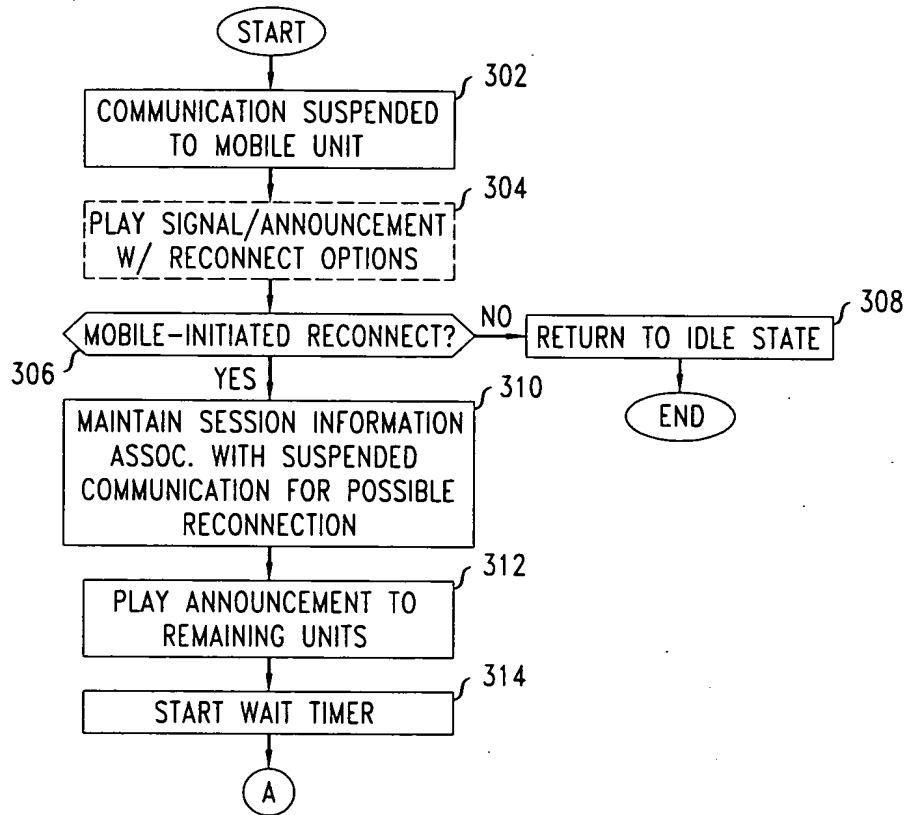 START
302
COMMUNICATION SUSPENDED
TO MOBILE UNIT
304
PLAY SIGNAL/ANNOUNCEMENT
W/ RECONNECT OPTIONS
306
MOBILE-INITIATED RECONNECT?
NO
308
RETURN TO IDLE STATE
END
YES
310
MAINTAIN SESSION INFORMATION
ASSOC. WITH SUSPENDED
COMMUNICATION FOR POSSIBLE
RECONNECTION
312
PLAY ANNOUNCEMENT TO
REMAINING UNITS
314
START WAIT TIMER
A